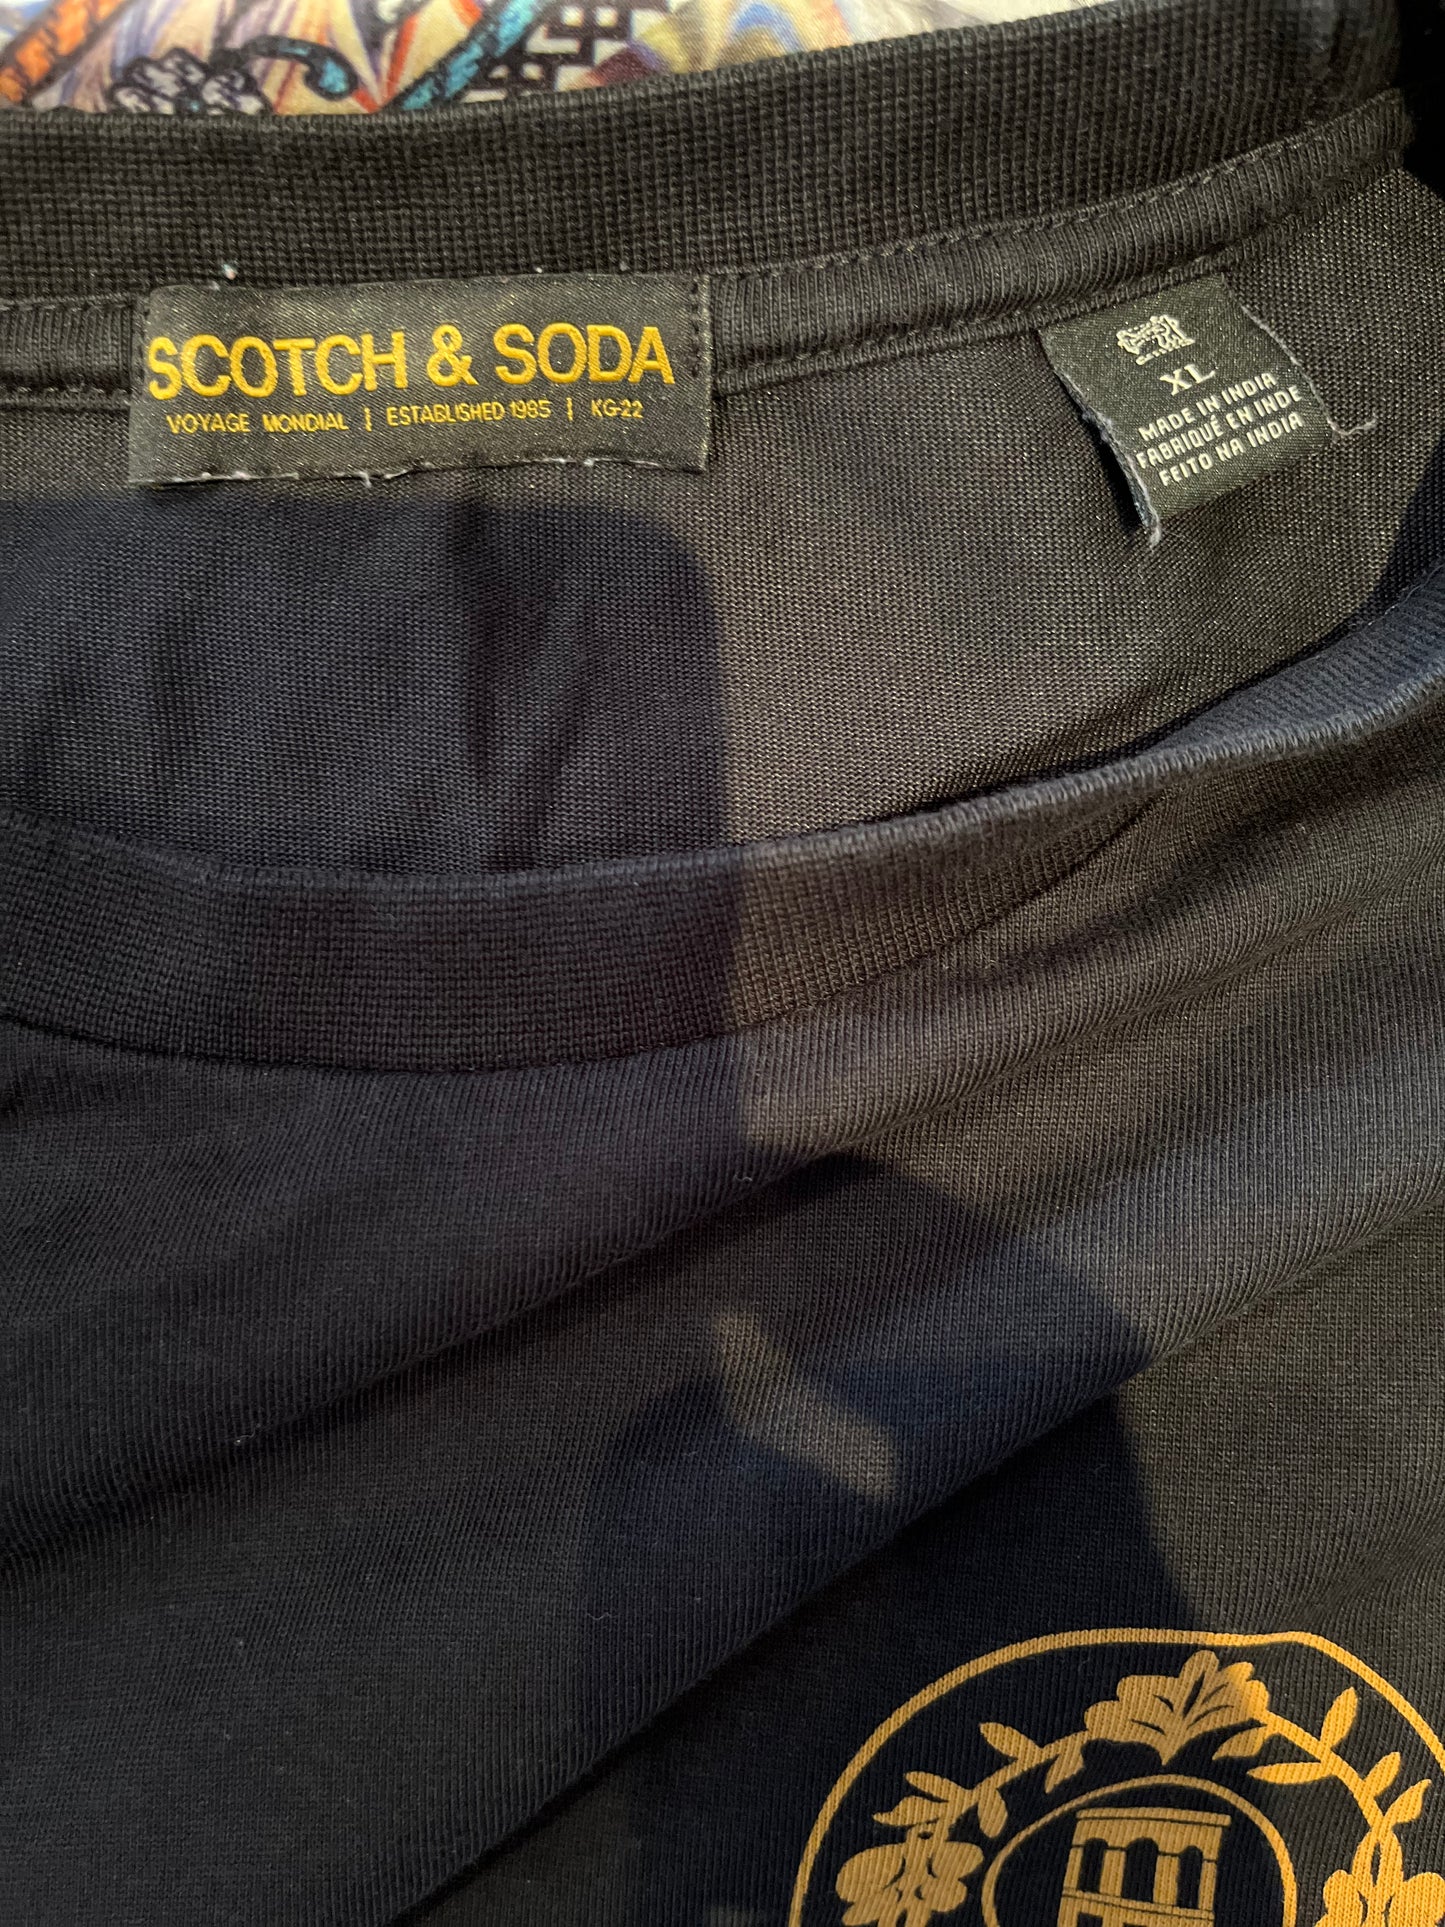 SCOTCH & SODA
VOYAGE MONDIAL | ESTABLISHED 1985 | KG-22
XL
MADE IN INDIA
FABRIQUÉ EN INDE
FEITO NA INDIA